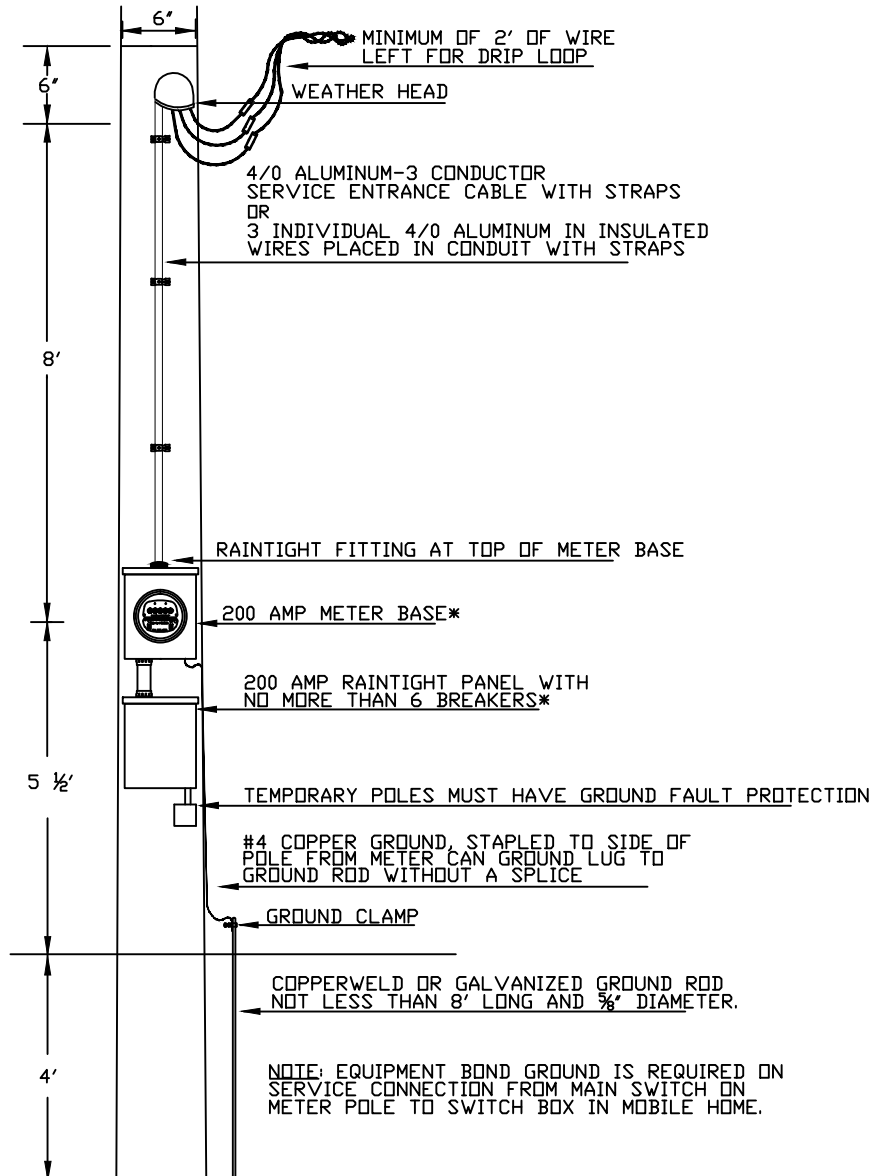 6"
MINIMUM OF 2' OF WIRE
LEFT FOR DRIP LOOP
6"
WEATHER HEAD
4/0 ALUMINUM-3 CONDUCTOR
SERVICE ENTRANCE CABLE WITH STRAPS
OR
3 INDIVIDUAL 4/0 ALUMINUM IN INSULATED
WIRES PLACED IN CONDUIT WITH STRAPS
8'
RAINTIGHT FITTING AT TOP OF METER BASE
200 AMP METER BASE*
200 AMP RAINTIGHT PANEL WITH
NO MORE THAN 6 BREAKERS*
5 ½'
TEMPORARY POLES MUST HAVE GROUND FAULT PROTECTION
#4 COPPER GROUND, STAPLED TO SIDE OF
POLE FROM METER CAN GROUND LUG TO
GROUND ROD WITHOUT A SPLICE
GROUND CLAMP
COPPERWELD OR GALVANIZED GROUND ROD
NOT LESS THAN 8' LONG AND ⅝" DIAMETER.
4'
NOTE: EQUIPMENT BOND GROUND IS REQUIRED ON
SERVICE CONNECTION FROM MAIN SWITCH ON
METER POLE TO SWITCH BOX IN MOBILE HOME.